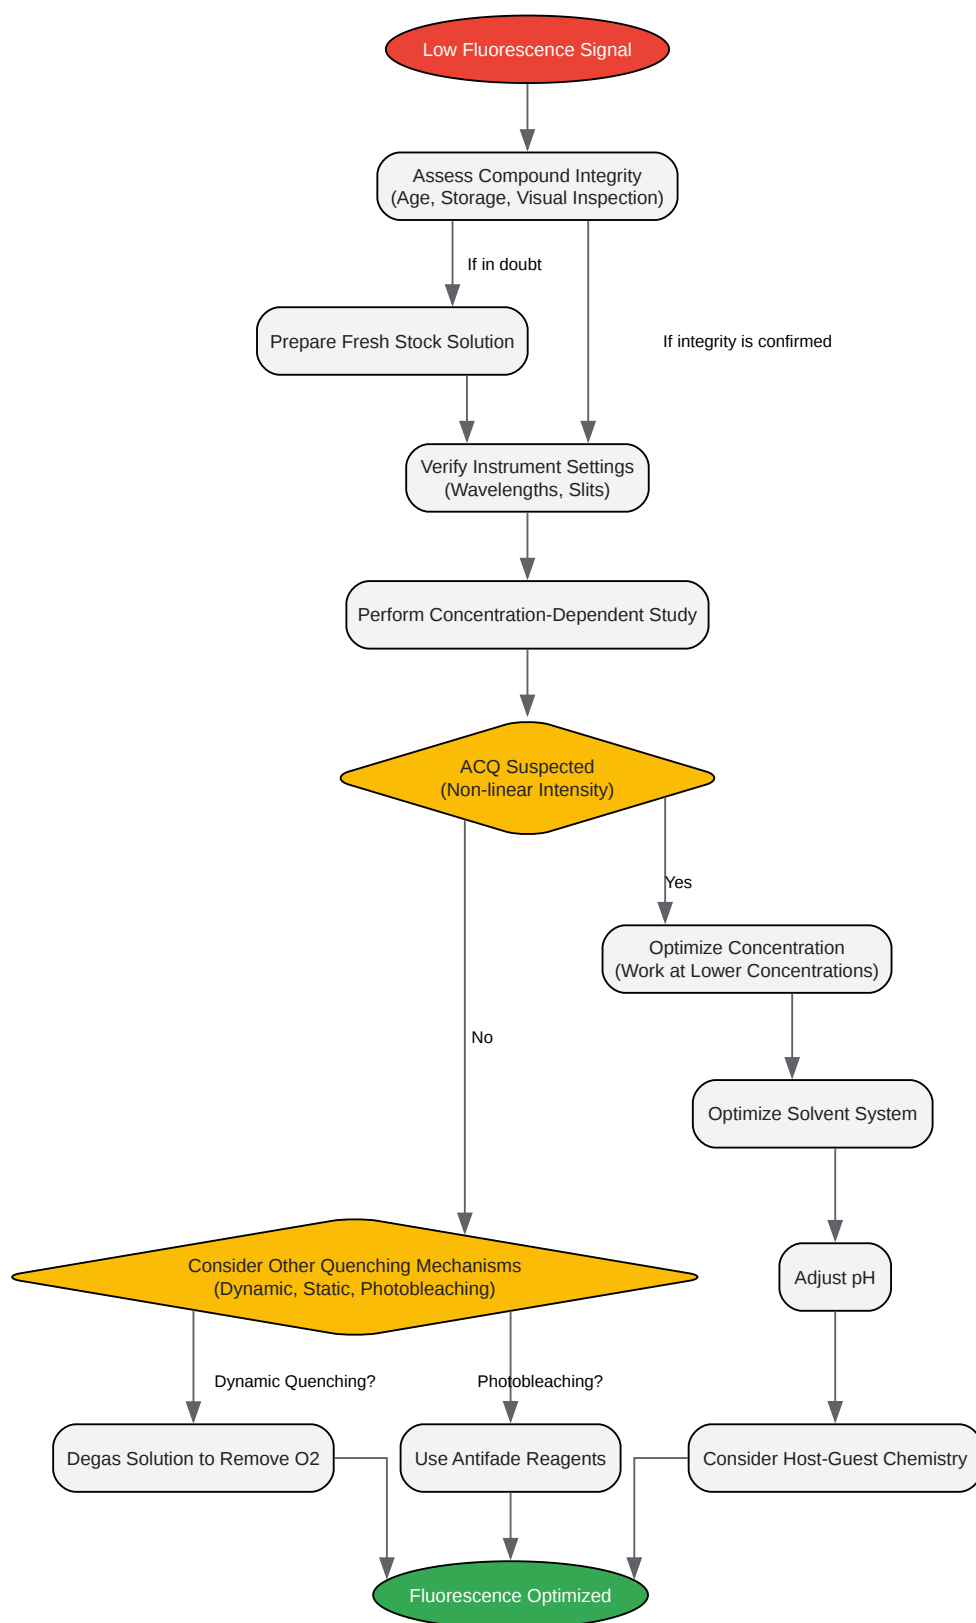 Low Fluorescence Signal
Assess Compound Integrity
(Age, Storage, Visual Inspection)
If in doubt
Prepare Fresh Stock Solution
If integrity is confirmed
Verify Instrument Settings
(Wavelengths, Slits)
Perform Concentration-Dependent Study
ACQ Suspected
(Non-linear Intensity)
Yes
Optimize Concentration
(Work at Lower Concentrations)
No
Optimize Solvent System
Consider Other Quenching Mechanisms
(Dynamic, Static, Photobleaching)
Adjust pH
Dynamic Quenching?
Photobleaching?
Degas Solution to Remove O2
Use Antifade Reagents
Consider Host-Guest Chemistry
Fluorescence Optimized